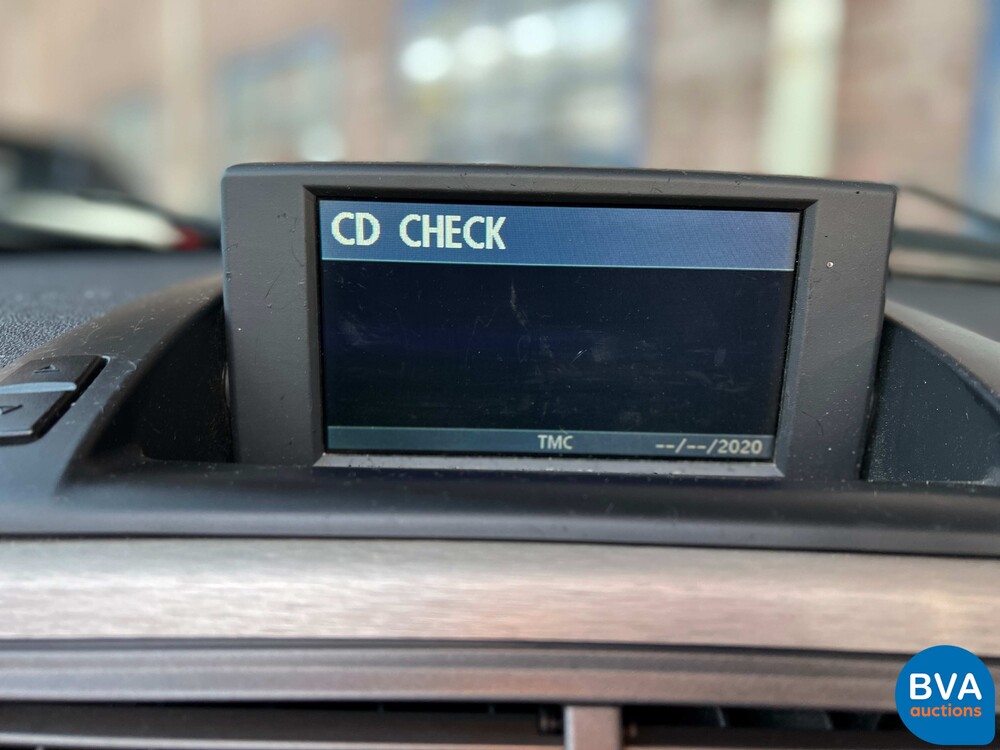 CD CHECK
TMC --/--/2020
BVA
auctions